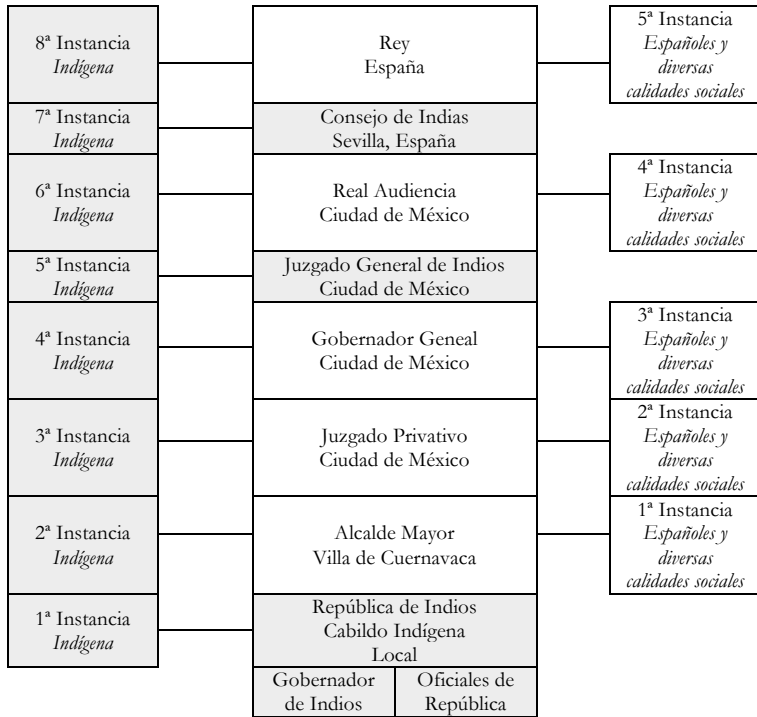 8ª Instancia
Indígena
Rey
España
5ª Instancia
Españoles y
diversas
calidades sociales
7ª Instancia
Indígena
Consejo de Indias
Sevilla, España
6ª Instancia
Indígena
Real Audiencia
Ciudad de México
4ª Instancia
Españoles y
diversas
calidades sociales
5ª Instancia
Indígena
Juzgado General de Indios
Ciudad de México
4ª Instancia
Indígena
Gobernador Geneal
Ciudad de México
3ª Instancia
Españoles y
diversas
calidades sociales
3ª Instancia
Indígena
Juzgado Privativo
Ciudad de México
2ª Instancia
Españoles y
diversas
calidades sociales
2ª Instancia
Indígena
Alcalde Mayor
Villa de Cuernavaca
1ª Instancia
Españoles y
diversas
calidades sociales
1ª Instancia
Indígena
República de Indios
Cabildo Indígena
Local
Gobernador
de Indios
Oficiales de
República